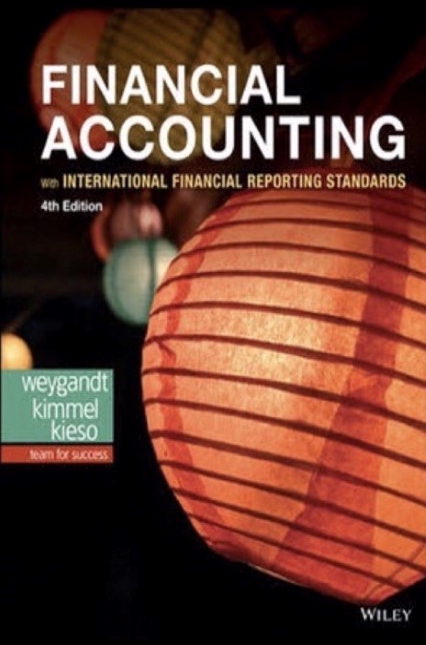 FINANCIAL
ACCOUNTING
With INTERNATIONAL FINANCIAL REPORTING STANDARDS
4th Edition
weygandt
kimmel
kieso
team for success
WILEY